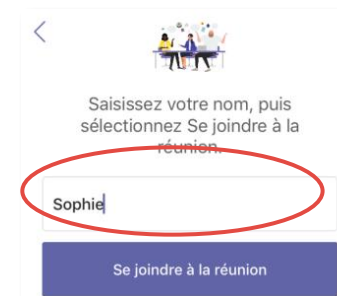 Saisissez votre nom, puis
sélectionnez Se joindre à la
réunion.
Sophie
Se joindre à la réunion